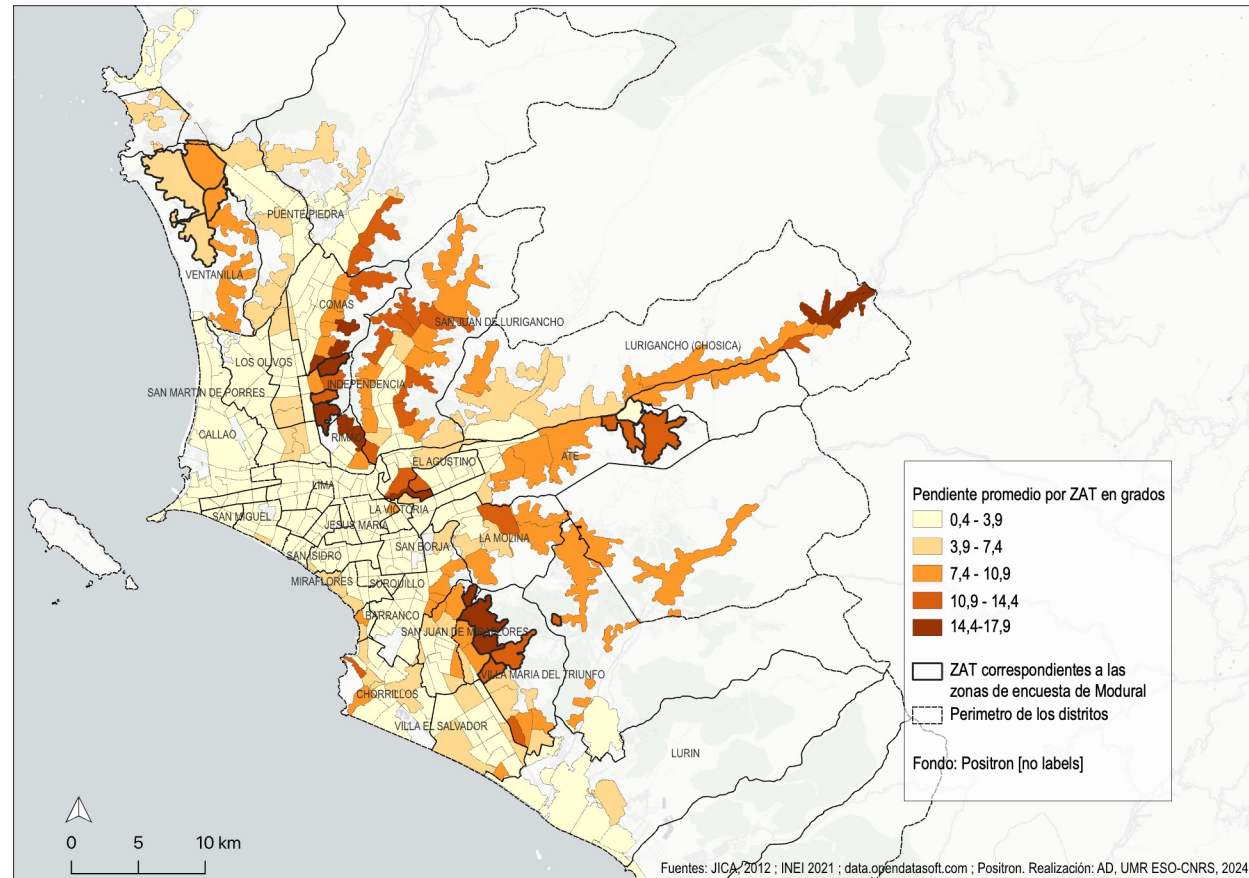 PUENTE PIEDRA
VENTANILLA
COMAS
SAN JUAN DE LURIGANCHO
LURIGANCHO (CHOSICA)
LOS OLIVOS
INDEPENDENCIA
SAN MARTÍN DE PORRES
CALLAO
RIMAC
EL AGUSTINO
ATE
LIMA
LA VICTORIA
SAN MIGUEL
JESUS MARIA
LA MOLINA
SAN BORJA
SAN ISIDRO
MIRAFLORES
SURQUILLO
BARRANCO
SAN JUAN DE MIRAFLORES
VILLA MARIA DEL TRIUNFO
CHORRILLOS
VILLA EL SALVADOR
LURIN
Pendiente promedio por ZAT en grados
0,4 - 3,9
3,9 - 7,4
7,4 - 10,9
10,9 - 14,4
14,4-17,9
ZAT correspondientes a las
zonas de encuesta de Modural
Perimetro de los distritos
Fondo: Positron [no labels]
0 5 10 km
Fuentes: JICA, 2012 ; INEI 2021 ; data.opendatasoft.com ; Positron. Realización: AD, UMR ESO-CNRS, 2024